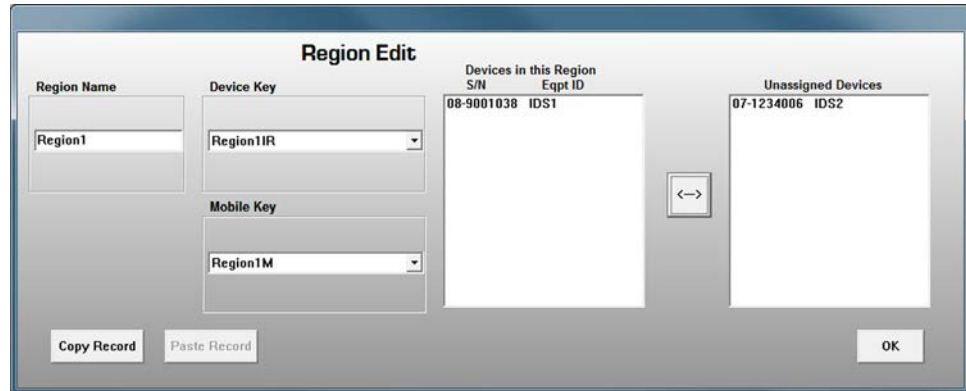 Region Edit
Region Name
Region1
Device Key
Region1IR
Mobile Key
Region1M
Devices in this Region
S/N Eqpt ID
08-9001038 IDS1
<-->
Unassigned Devices
07-1234006 IDS2
Copy Record
Paste Record
OK